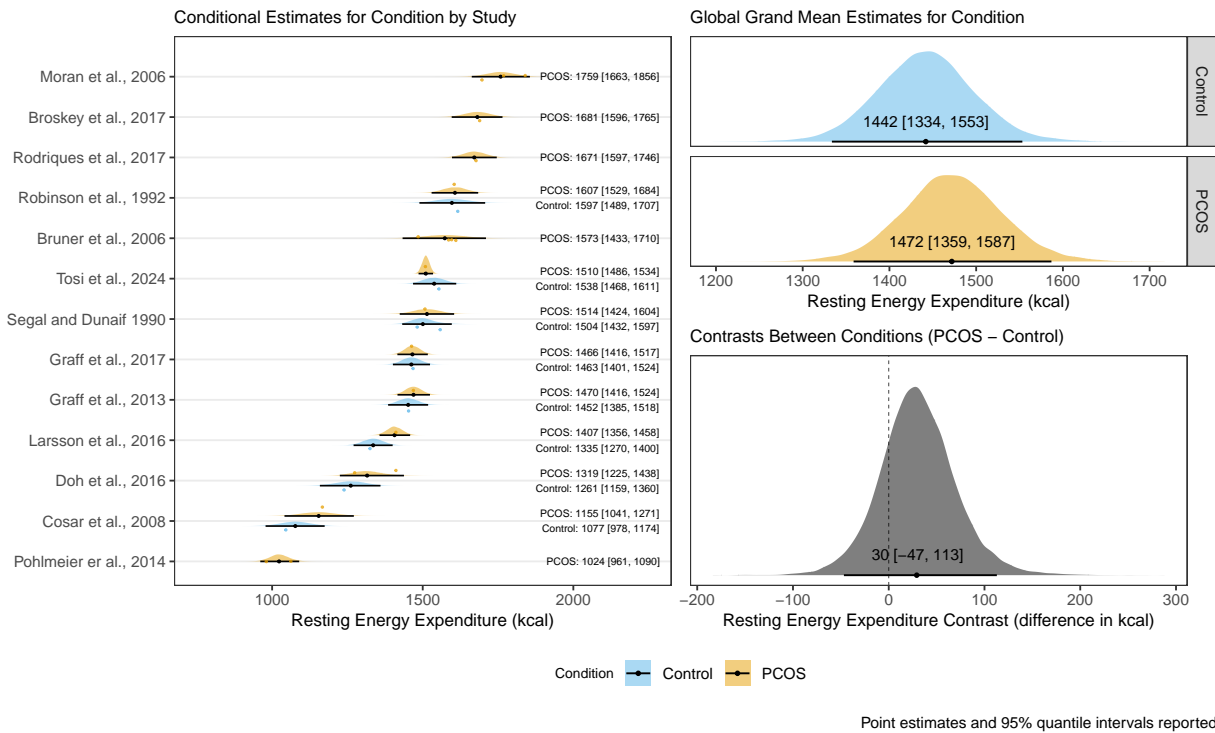 Conditional Estimates for Condition by Study
Moran et al., 2006
PCOS: 1759 [1663, 1856]
Broskey et al., 2017
PCOS: 1681 [1596, 1765]
Rodriques et al., 2017
PCOS: 1671 [1597, 1746]
Robinson et al., 1992
PCOS: 1607 [1529, 1684]
Control: 1597 [1489, 1707]
Bruner et al., 2006
PCOS: 1573 [1433, 1710]
Tosi et al., 2024
PCOS: 1510 [1486, 1534]
Control: 1538 [1468, 1611]
Segal and Dunaif 1990
PCOS: 1514 [1424, 1604]
Control: 1504 [1432, 1597]
Graff et al., 2017
PCOS: 1466 [1416, 1517]
Control: 1463 [1401, 1524]
Graff et al., 2013
PCOS: 1470 [1416, 1524]
Control: 1452 [1385, 1518]
Larsson et al., 2016
PCOS: 1407 [1356, 1458]
Control: 1335 [1270, 1400]
Doh et al., 2016
PCOS: 1319 [1225, 1438]
Control: 1261 [1159, 1360]
Cosar et al., 2008
PCOS: 1155 [1041, 1271]
Control: 1077 [978, 1174]
Pohlmeier er al., 2014
PCOS: 1024 [961, 1090]
1000 1500 2000
Resting Energy Expenditure (kcal)
Global Grand Mean Estimates for Condition
1442 [1334, 1553]
Control
1472 [1359, 1587]
PCOS
1200 1300 1400 1500 1600 1700
Resting Energy Expenditure (kcal)
Contrasts Between Conditions (PCOS − Control)
30 [−47, 113]
−200 −100 0 100 200 300
Resting Energy Expenditure Contrast (difference in kcal)
Condition Control PCOS
Point estimates and 95% quantile intervals reported